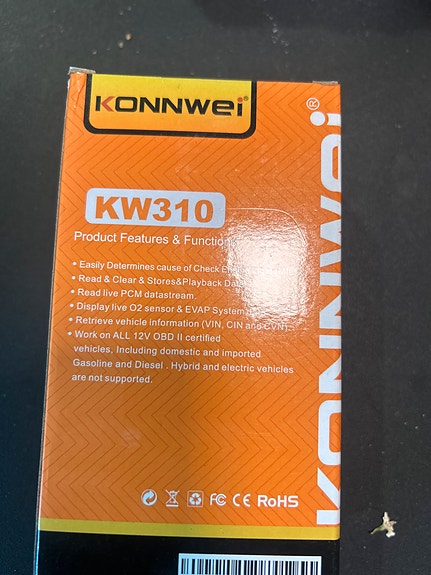 KONNWEI®
KONNWEI®
KW310
Product Features & Function
• Easily Determines cause of Check
• Read & Clear & Stores&Playback
• Read live PCM datastream.
• Display live O2 sensor & EVAP System
• Retrieve vehicle information (VIN, CIN and CVN)
• Work on ALL 12V OBD II certified
vehicles, Including domestic and imported
Gasoline and Diesel . Hybrid and electric vehicles
are not supported.
FC CE RoHS